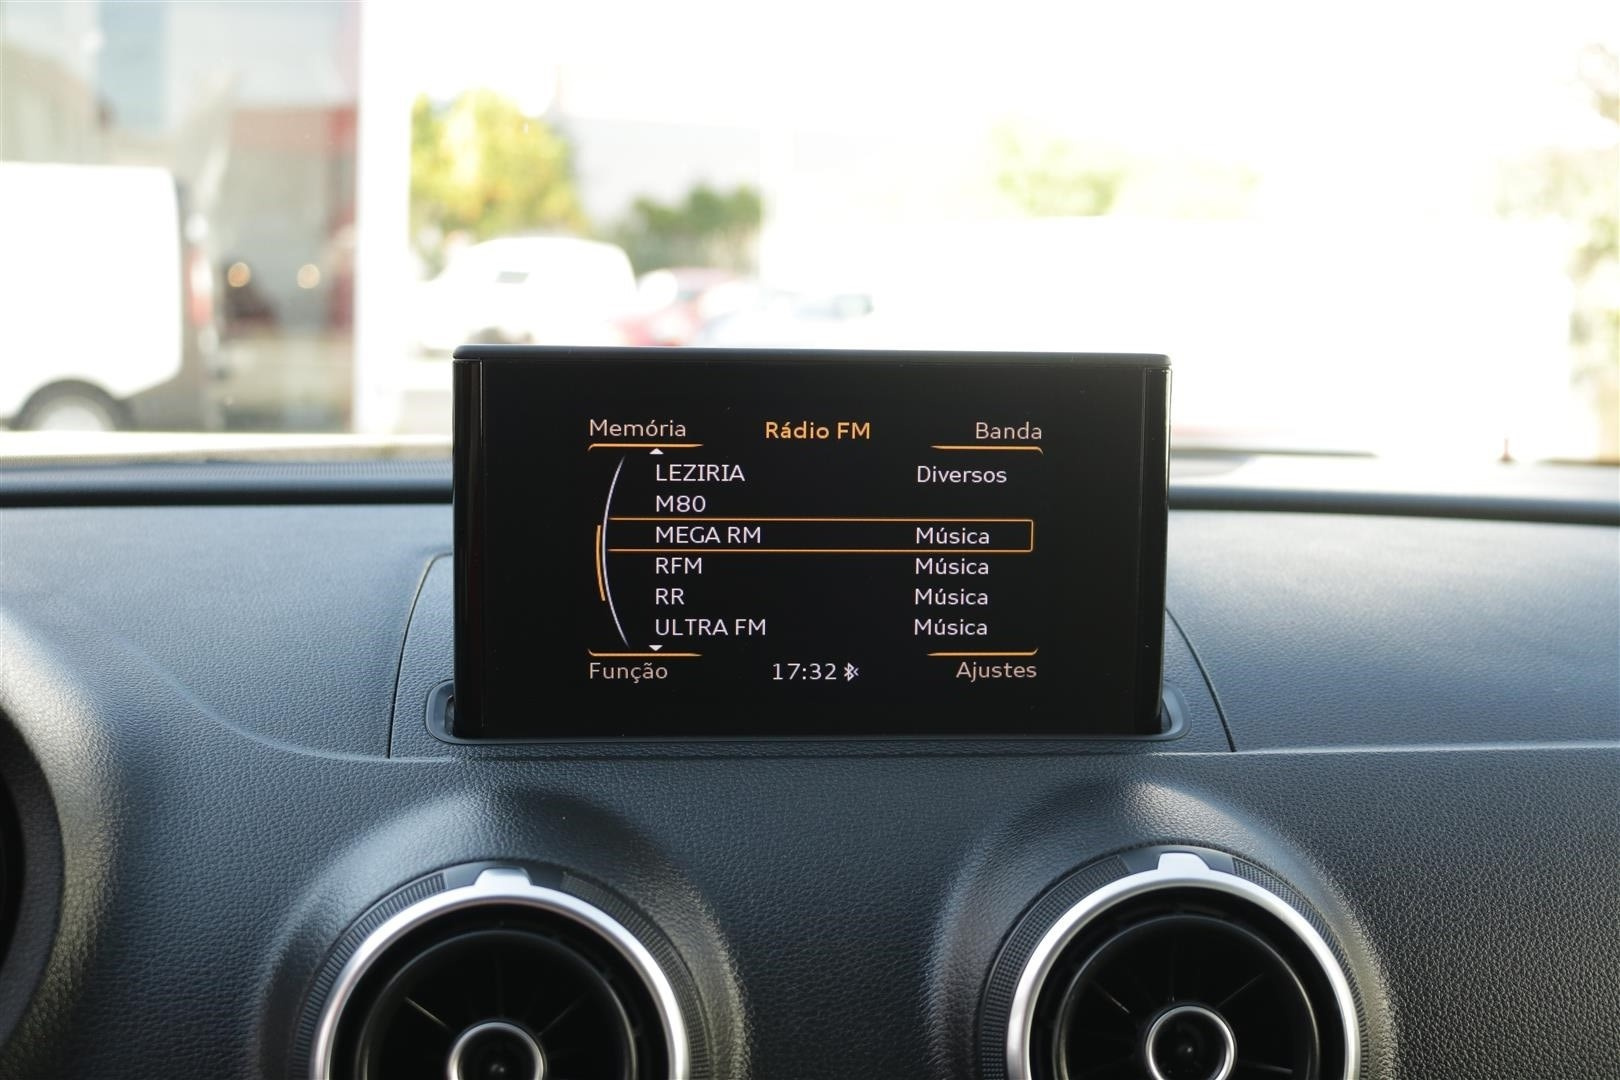 Memória Rádio FM Banda
LEZIRIA Diversos
M80
MEGA RM Música
RFM Música
RR Música
ULTRA FM Música
Função 17:32 Ajustes